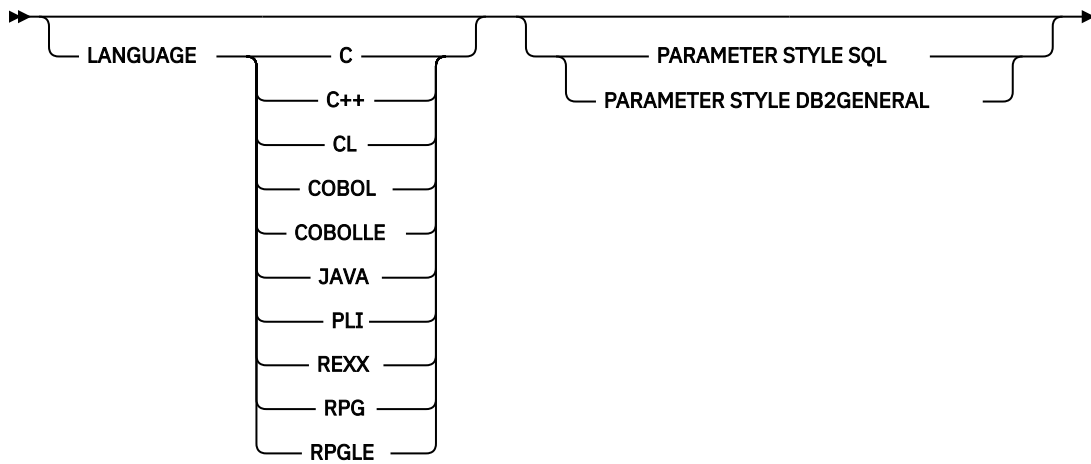 LANGUAGE C PARAMETER STYLE SQL
C++ PARAMETER STYLE DB2GENERAL
CL
COBOL
COBOLLE
JAVA
PLI
REXX
RPG
RPGLE